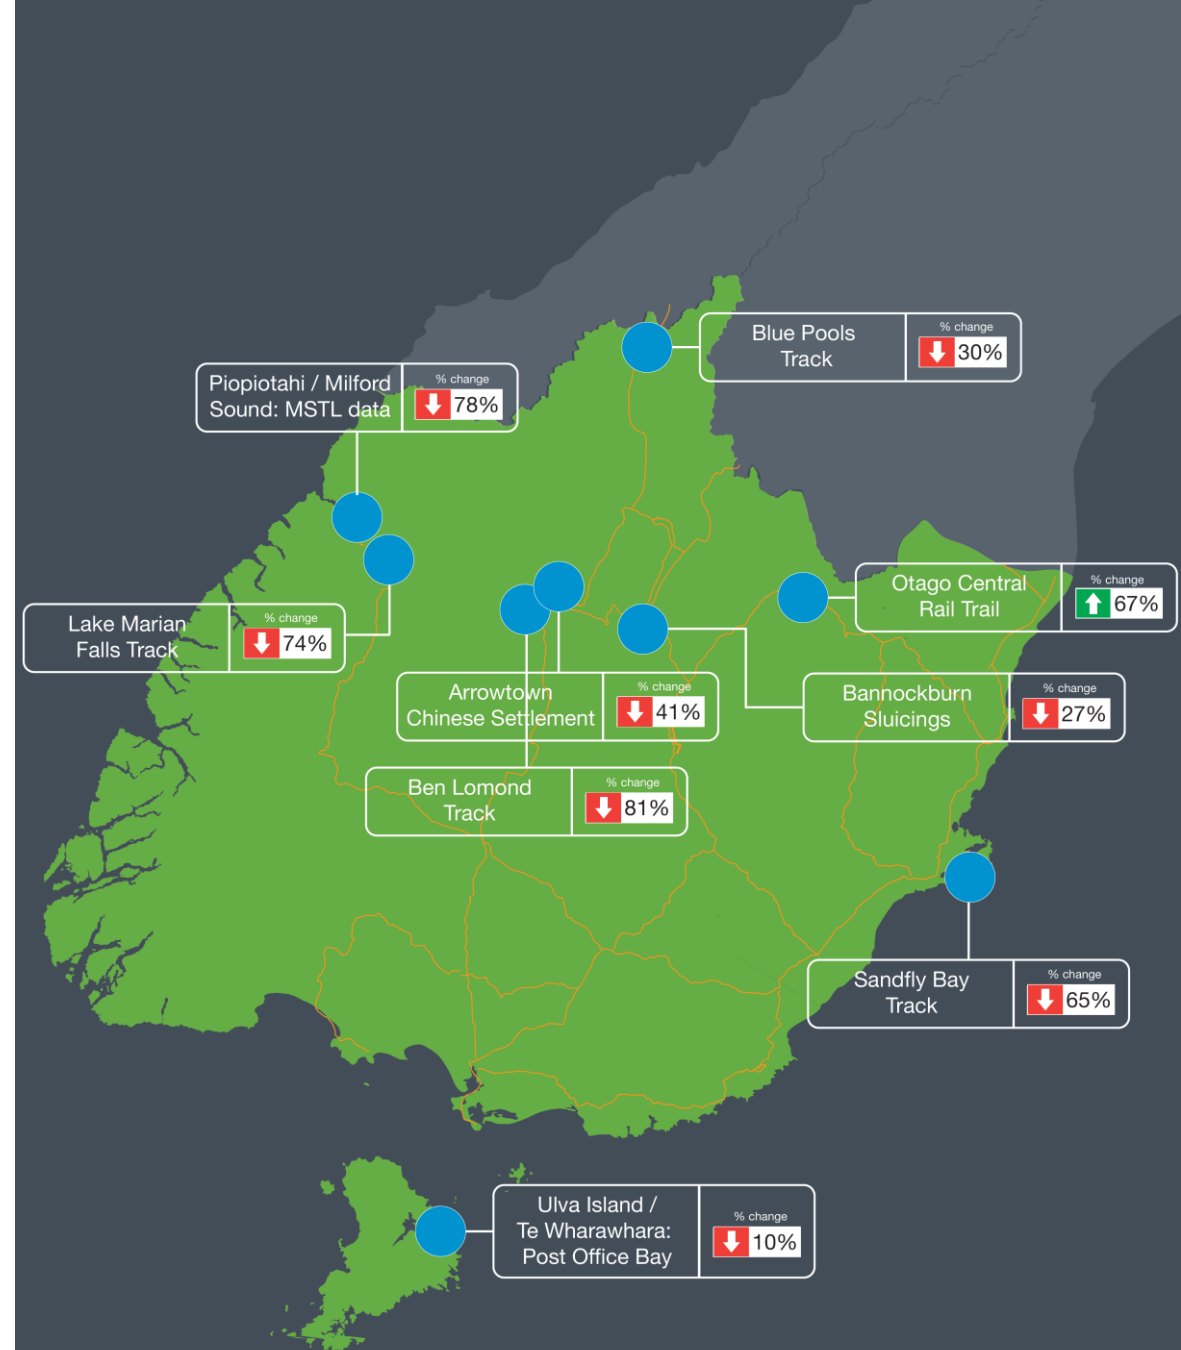 Blue Pools
Track
% change
30%
Piopiotahi / Milford
Sound: MSTL data
% change
78%
Otago Central
Rail Trail
% change
67%
Lake Marian
Falls Track
% change
74%
Arrowtown
Chinese Settlement
% change
41%
Bannockburn
Sluicings
% change
27%
Ben Lomond
Track
% change
81%
Sandfly Bay
Track
% change
65%
Ulva Island /
Te Wharawhara:
Post Office Bay
% change
10%